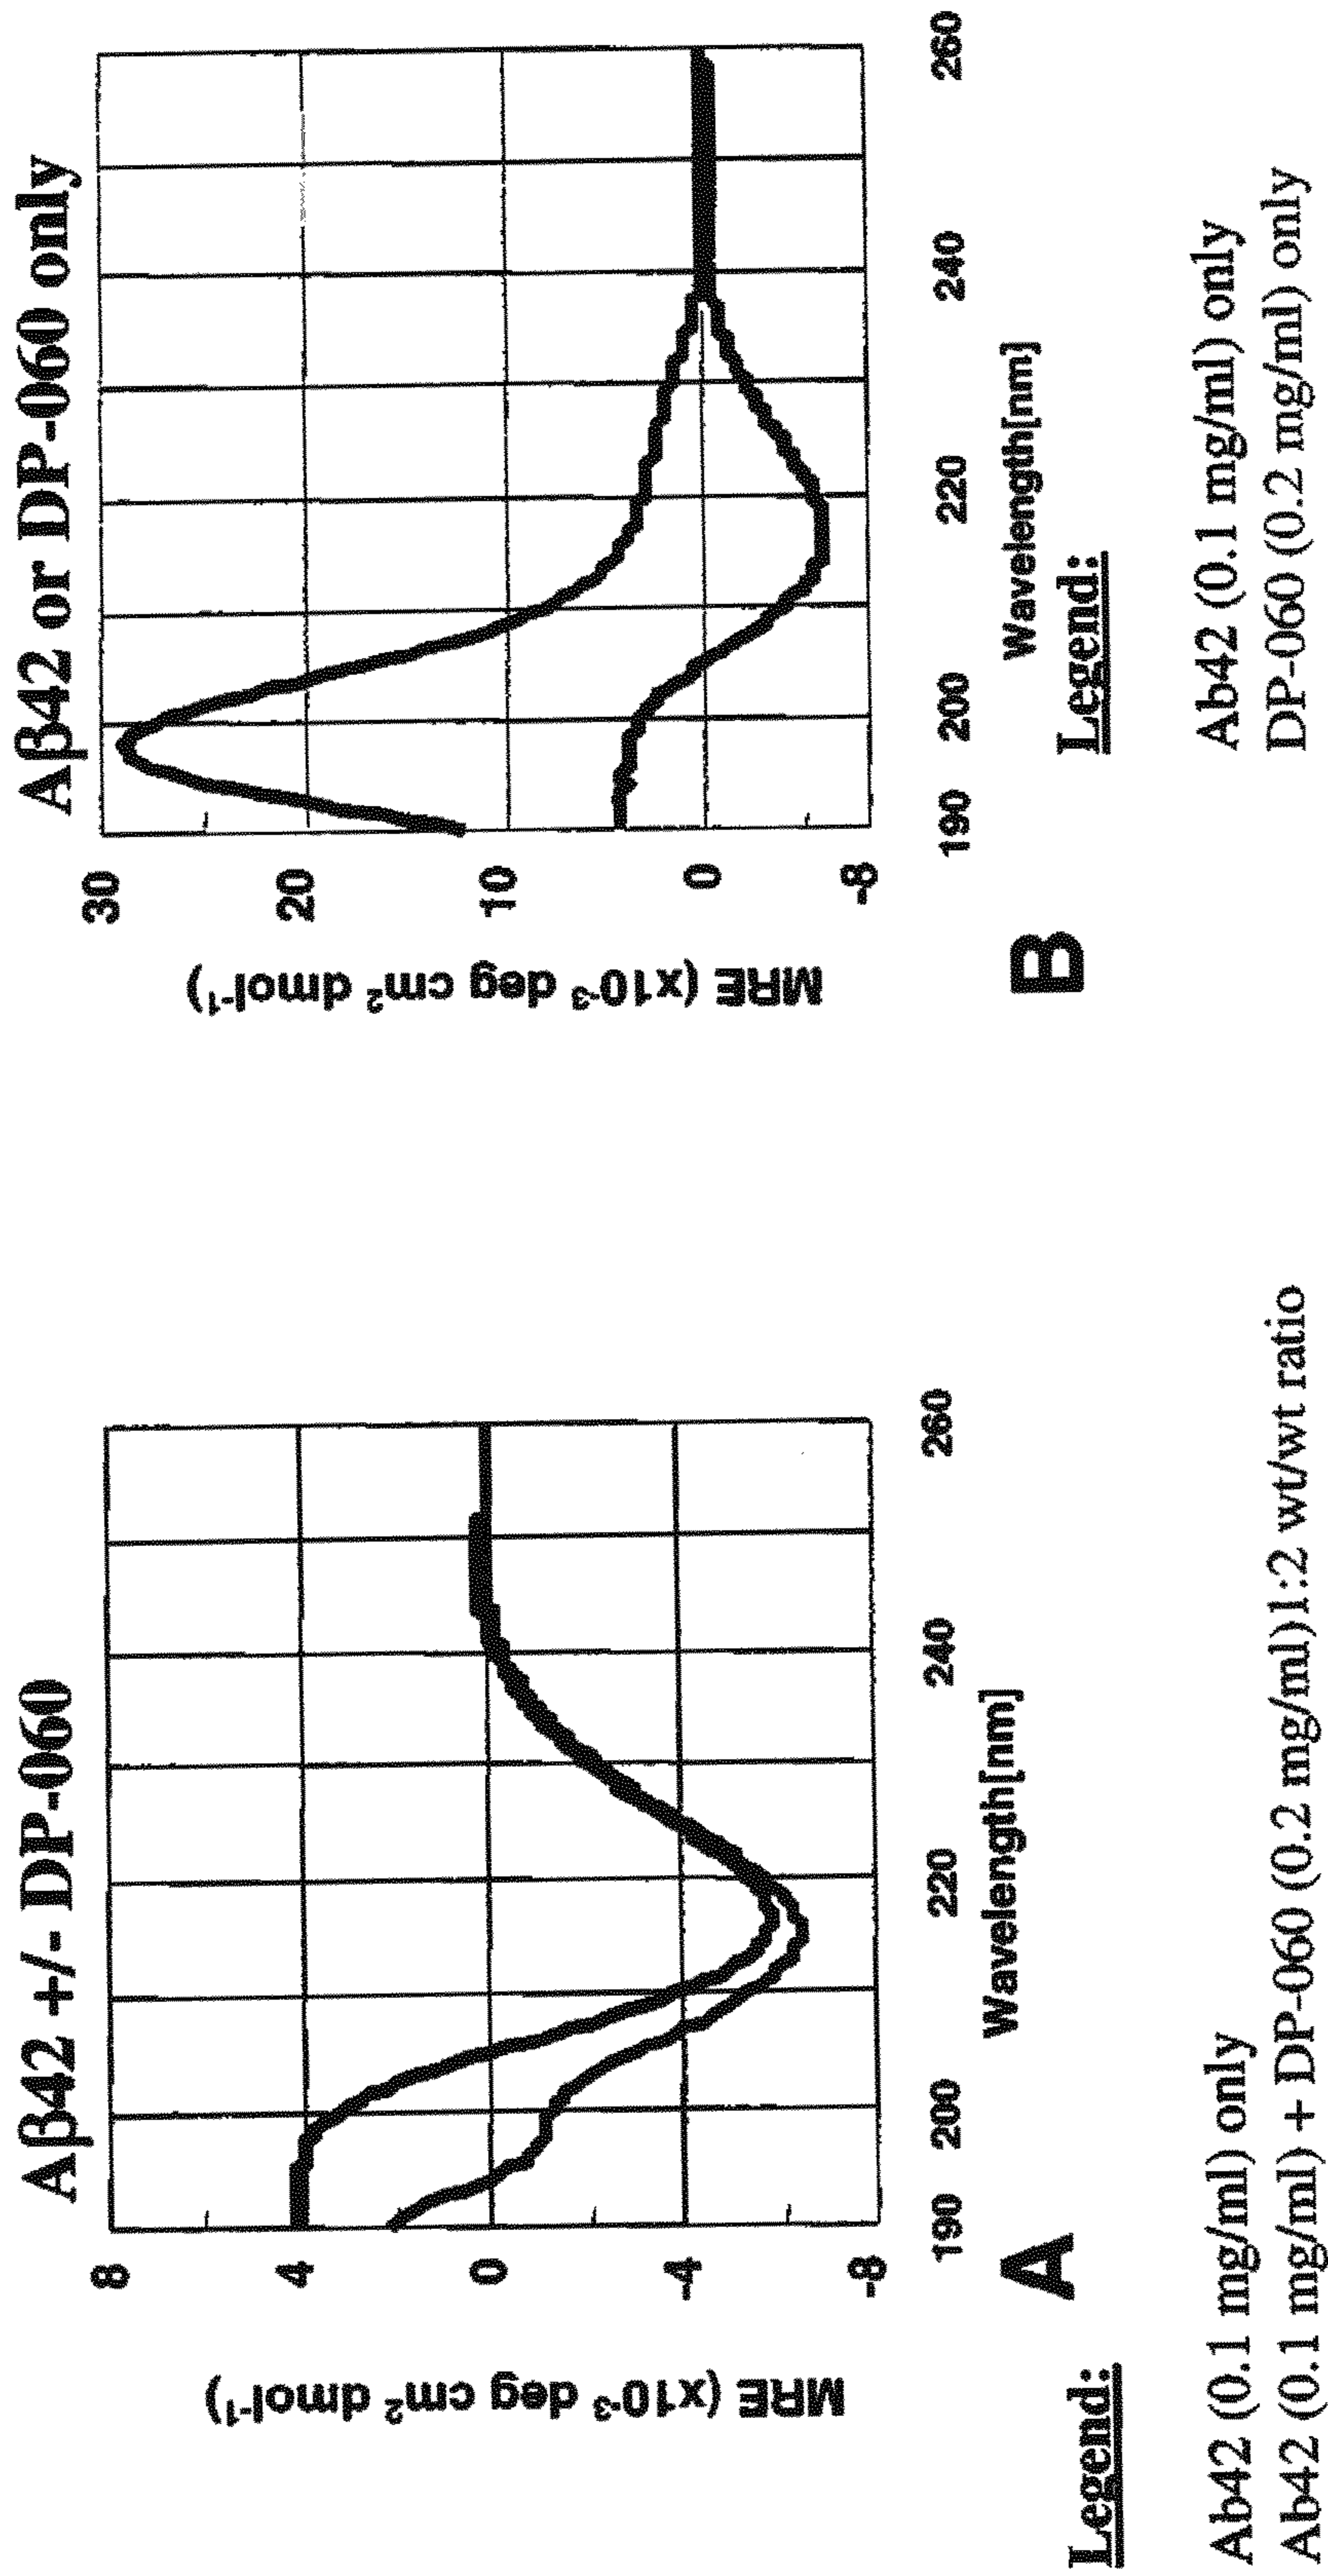 Aβ42 +/- DP-060
MRE (x10-3 deg cm2 dmol-1)
8
4
0
-4
-8
190 200 220 240 260
Wavelength[nm]
A
Legend:
Ab42 (0.1 mg/ml) only
Ab42 (0.1 mg/ml) + DP-060 (0.2 mg/ml)1:2 wt/wt ratio
Aβ42 or DP-060 only
MRE (x10-3 deg cm2 dmol-1)
30
20
10
0
-8
190 200 220 240 260
Wavelength[nm]
B
Legend:
Ab42 (0.1 mg/ml) only
DP-060 (0.2 mg/ml) only